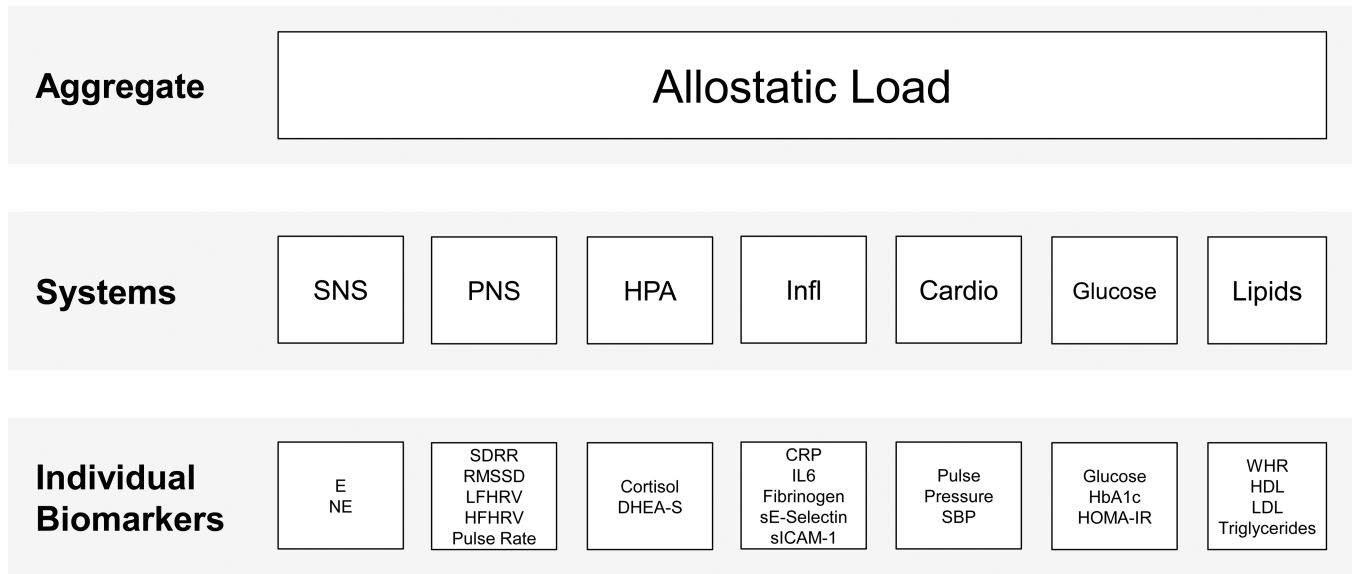 Aggregate
Allostatic Load
Systems
SNS
PNS
HPA
Infl
Cardio
Glucose
Lipids
Individual
Biomarkers
E
NE
SDRR
RMSSD
LFHRV
HFHRV
Pulse Rate
Cortisol
DHEA-S
CRP
IL6
Fibrinogen
sE-Selectin
sICAM-1
Pulse
Pressure
SBP
Glucose
HbA1c
HOMA-IR
WHR
HDL
LDL
Triglycerides